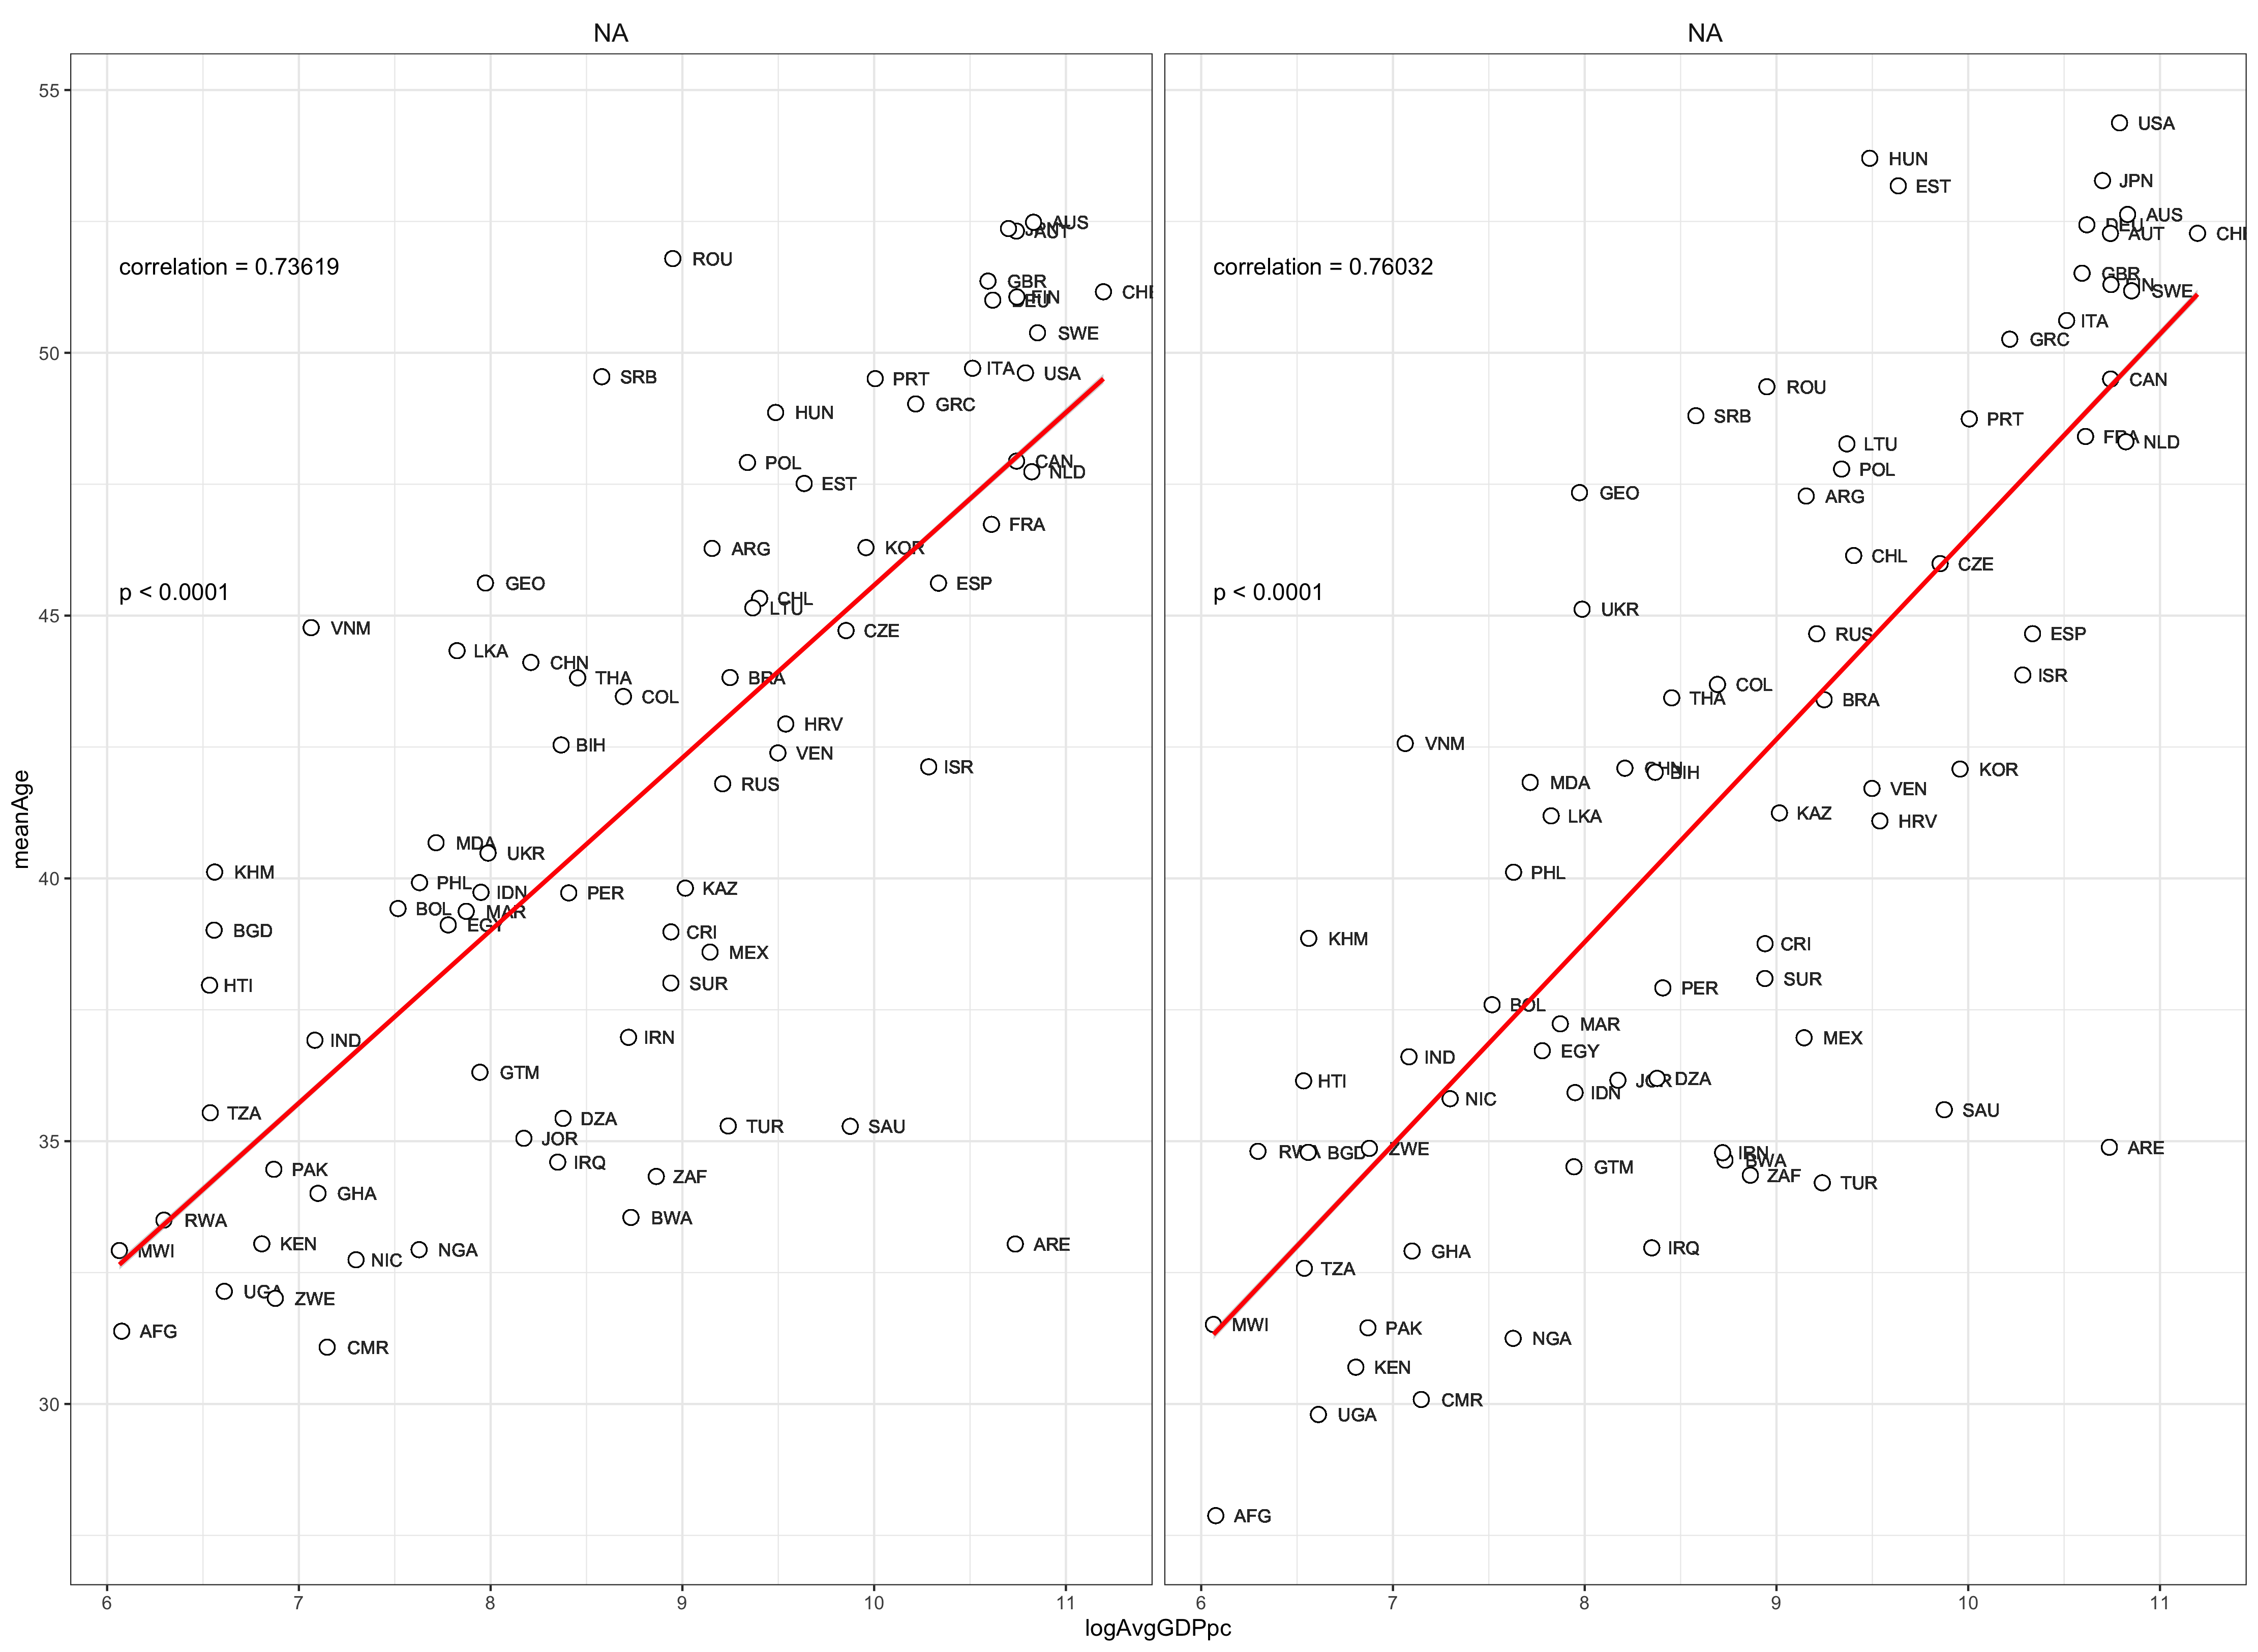 NA
NA
meanAge
55
50
45
40
35
30
correlation = 0.73619
p < 0.0001
AUS
JPN
AUT
ROU
GBR
FIN
DEU
SWE
SRB
ITA
USA
PRT
GRC
HUN
POL
CAN
NLD
EST
FRA
ARG
KOR
GEO
ESP
CHL
LTU
VNM
CZE
LKA
CHN
THA
BRA
COL
HRV
BIH
VEN
ISR
RUS
MDA
UKR
KHM
PHL
IDN
PER
KAZ
BOL
MAR
EGY
BGD
CRI
MEX
HTI
SUR
IND
IRN
GTM
TZA
DZA
TUR
SAU
JOR
IRQ
PAK
ZAF
GHA
RWA
BWA
MWI
KEN
NIC
NGA
ARE
UGA
ZWE
AFG
CMR
6
7
8
9
10
11
correlation = 0.76032
p < 0.0001
USA
HUN
EST
JPN
AUS
DEU
AUT
GBR
FIN
SWE
ITA
GRC
CAN
ROU
SRB
PRT
FRA
NLD
LTU
POL
GEO
ARG
CHL
CZE
UKR
RUS
ESP
ISR
COL
THA
BRA
VNM
CHN
BIH
KOR
MDA
VEN
LKA
KAZ
HRV
PHL
KHM
CRI
SUR
PER
BOL
MAR
MEX
EGY
IND
HTI
JOR
DZA
IDN
NIC
SAU
RWA
BGD
ZWE
ARE
IRN
BWA
GTM
ZAF
TUR
GHA
IRQ
TZA
MWI
PAK
NGA
KEN
CMR
UGA
AFG
6
7
8
9
10
11
logAvgGDPpc